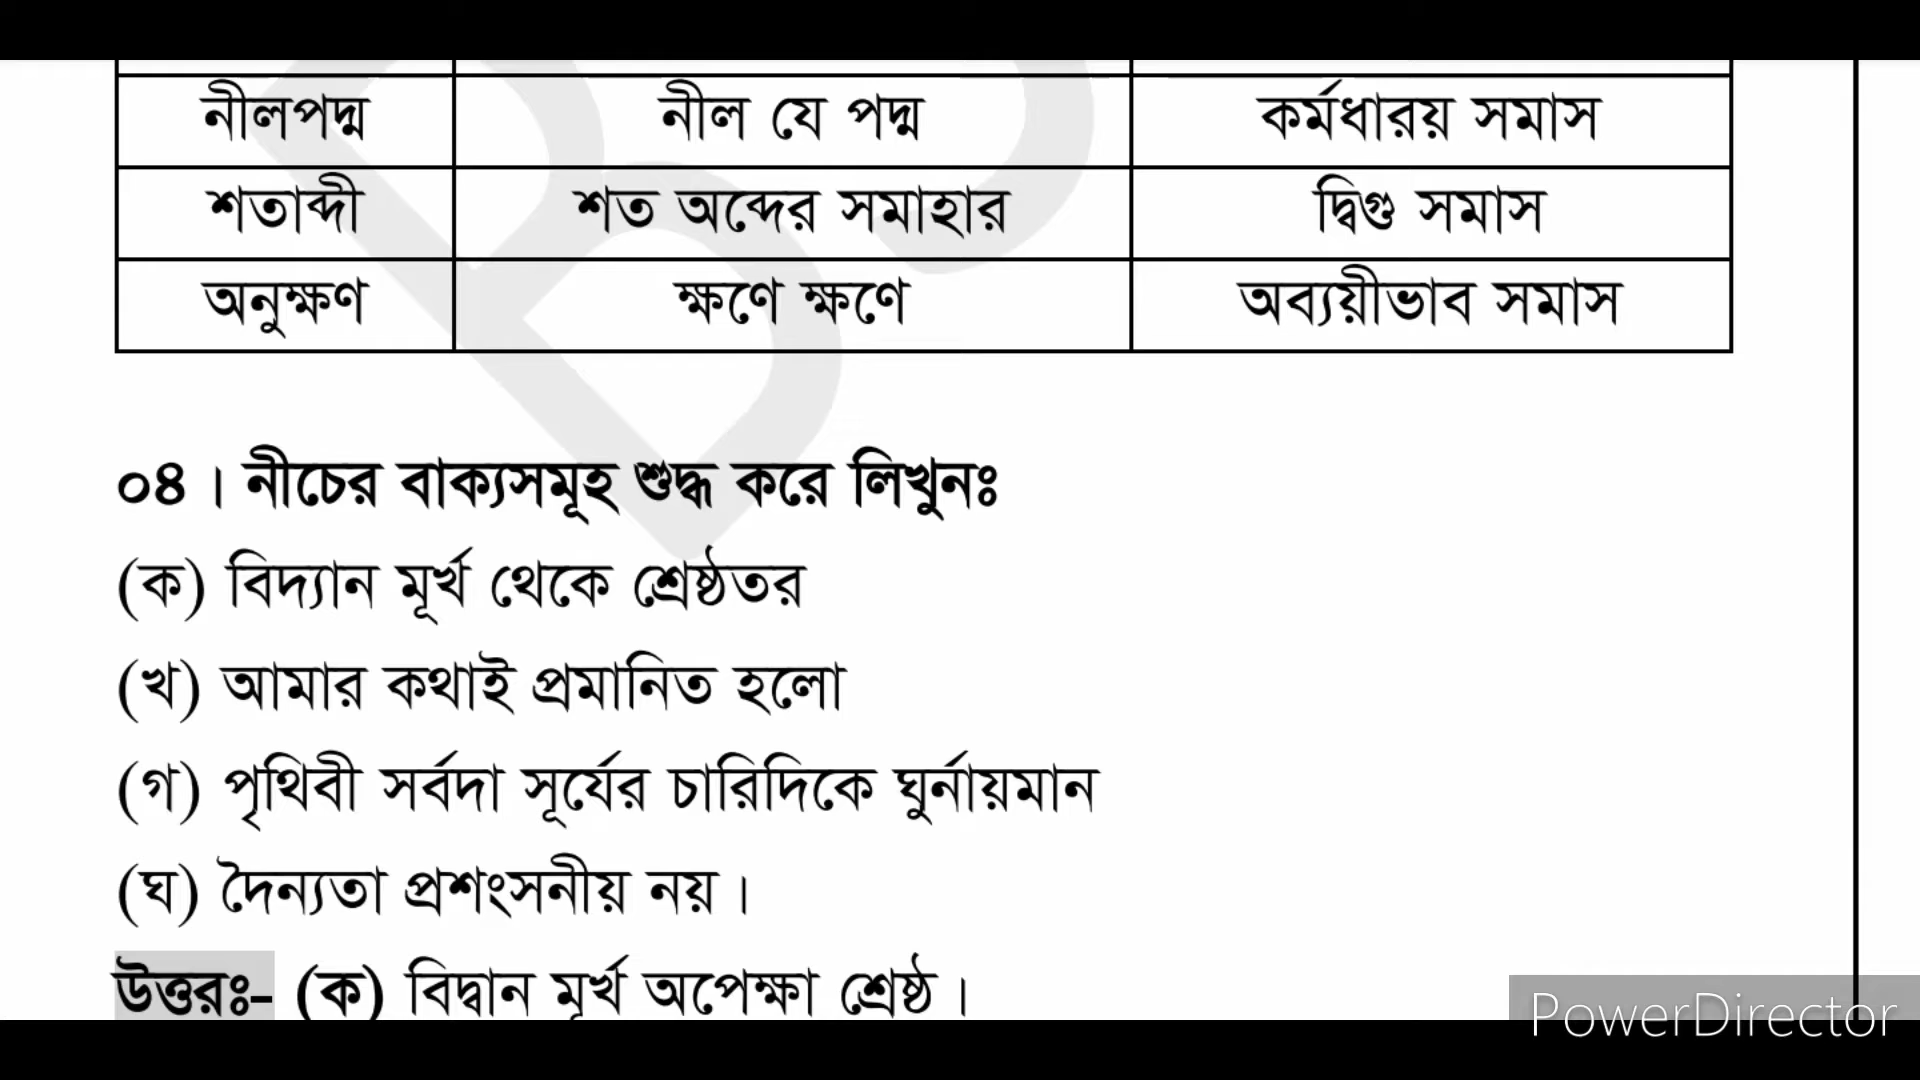 নীলপদ্ম নীল যে পদ্ম কর্মধারয় সমাস
শতাব্দী শত অব্দের সমাহার দ্বিগু সমাস
অনুক্ষণ ক্ষণে ক্ষণে অব্যয়ীভাব সমাস
০৪। নীচের বাক্যসমূহ শুদ্ধ করে লিখুনঃ
(ক) বিদ্যান মূর্খ থেকে শ্রেষ্ঠতর
(খ) আমার কথাই প্রমানিত হলো
(গ) পৃথিবী সর্বদা সূর্যের চারিদিকে ঘুর্নায়মান
(ঘ) দৈন্যতা প্রশংসনীয় নয়।
উত্তরঃ- (ক) বিদ্বান মূর্খ অপেক্ষা শ্রেষ্ঠ।
PowerDirector